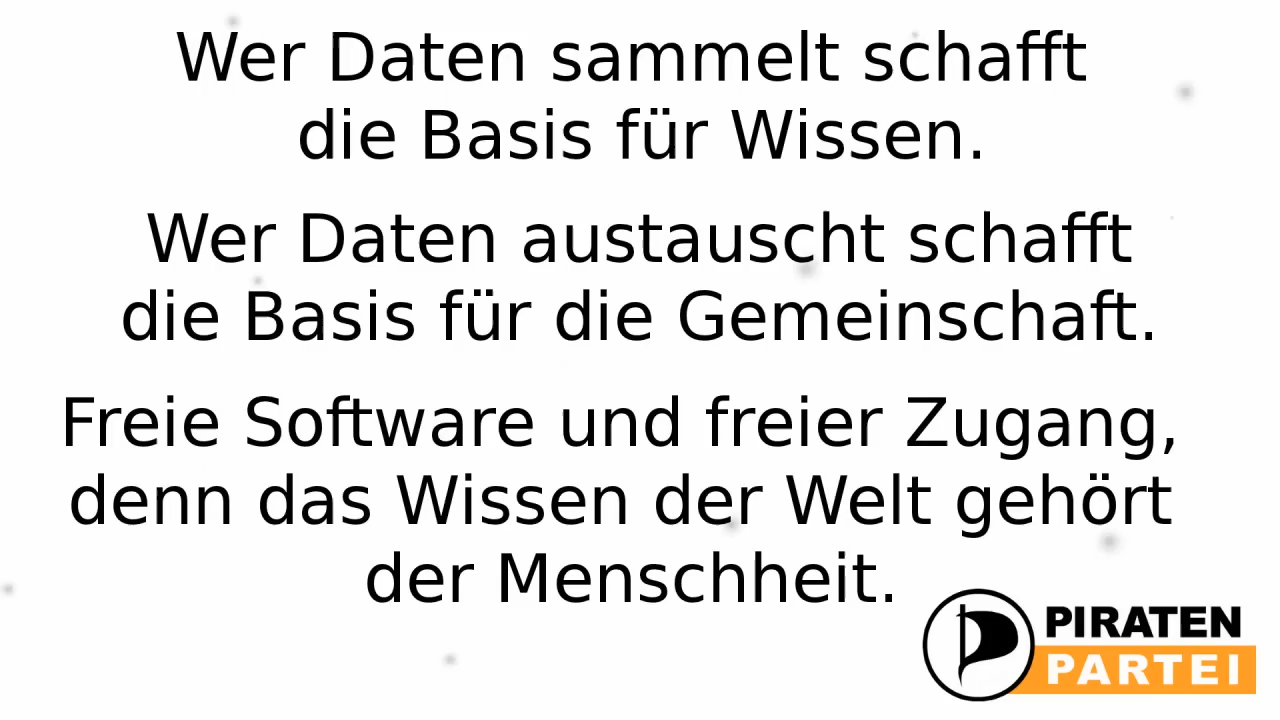 Wer Daten sammelt schafft
die Basis für Wissen.
Wer Daten austauscht schafft
die Basis für die Gemeinschaft.
Freie Software und freier Zugang,
denn das Wissen der Welt gehört
der Menschheit.
PIRATEN
PARTEI